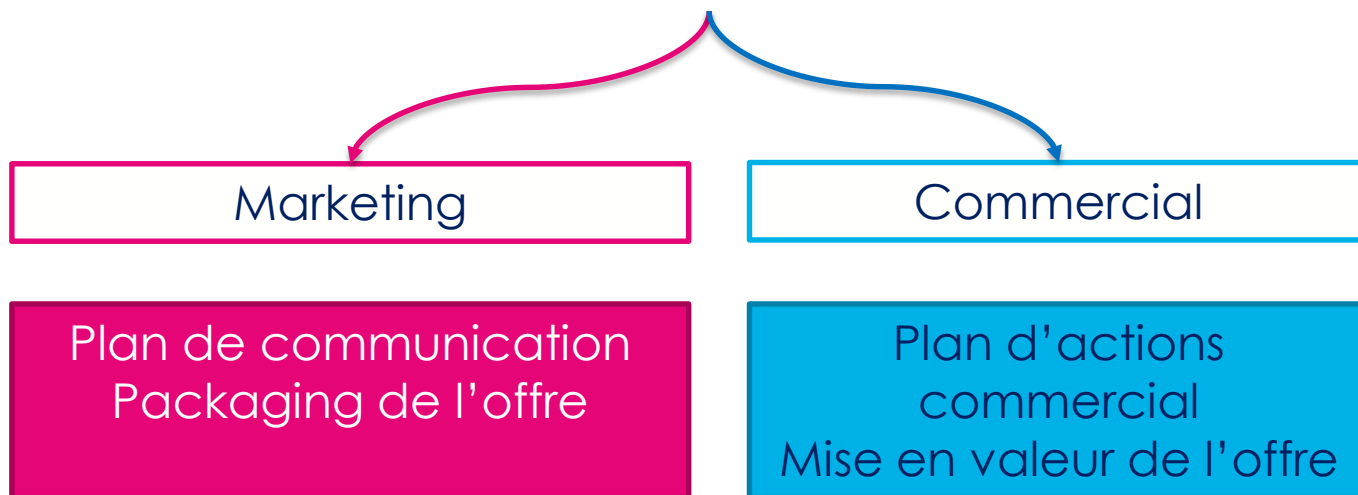 Marketing
Commercial
Plan de communication
Packaging de l’offre
Plan d’actions
commercial
Mise en valeur de l’offre